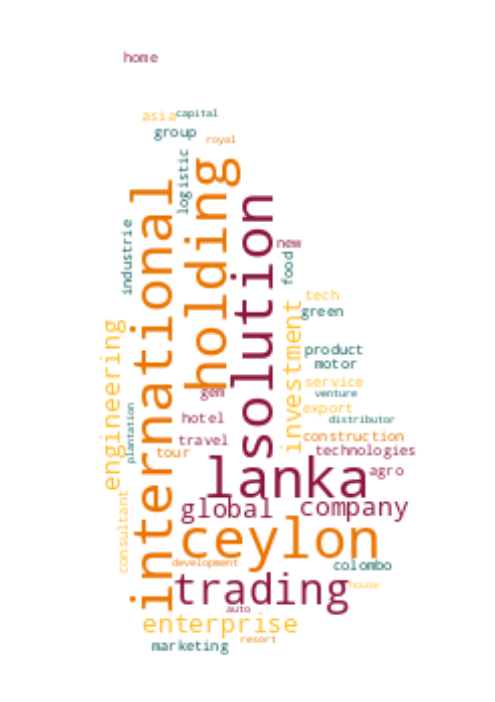 home
asia
capital
group
royal
logistic
holding
international
solution
industrie
new
food
tech
green
investment
engineering
product
motor
service
venture
gem
export
plantation
hotel
distributor
travel
construction
tour
technologies
lanka
agro
consultant
global
company
ceylon
development
colombo
trading
house
auto
enterprise
resort
marketing